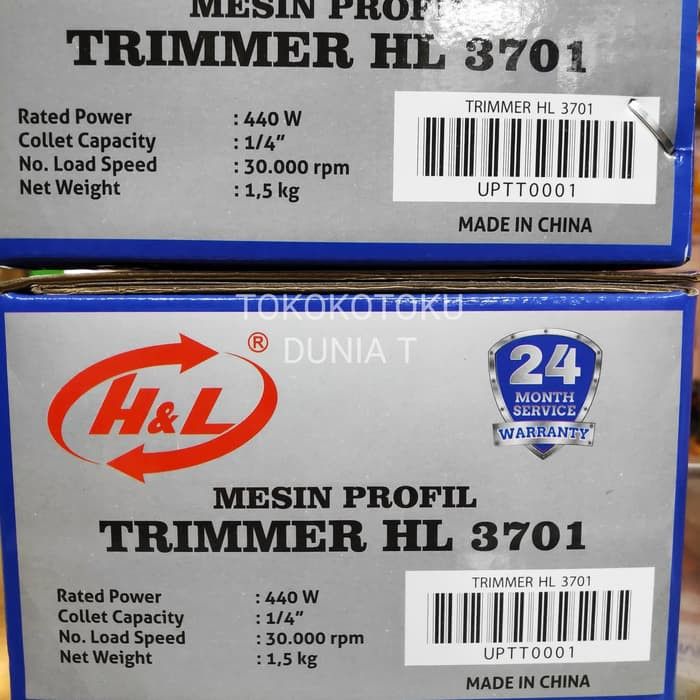 MESIN PROFIL
TRIMMER HL 3701
Rated Power : 440 W
Collet Capacity : 1/4"
No. Load Speed : 30.000 rpm
Net Weight : 1,5 kg
TRIMMER HL 3701
UPTT0001
MADE IN CHINA
TOKOKOTOKU
DUNIA T
H&L ®
24
MONTH
SERVICE
WARRANTY
MESIN PROFIL
TRIMMER HL 3701
Rated Power : 440 W
Collet Capacity : 1/4"
No. Load Speed : 30.000 rpm
Net Weight : 1,5 kg
TRIMMER HL 3701
UPTT0001
MADE IN CHINA